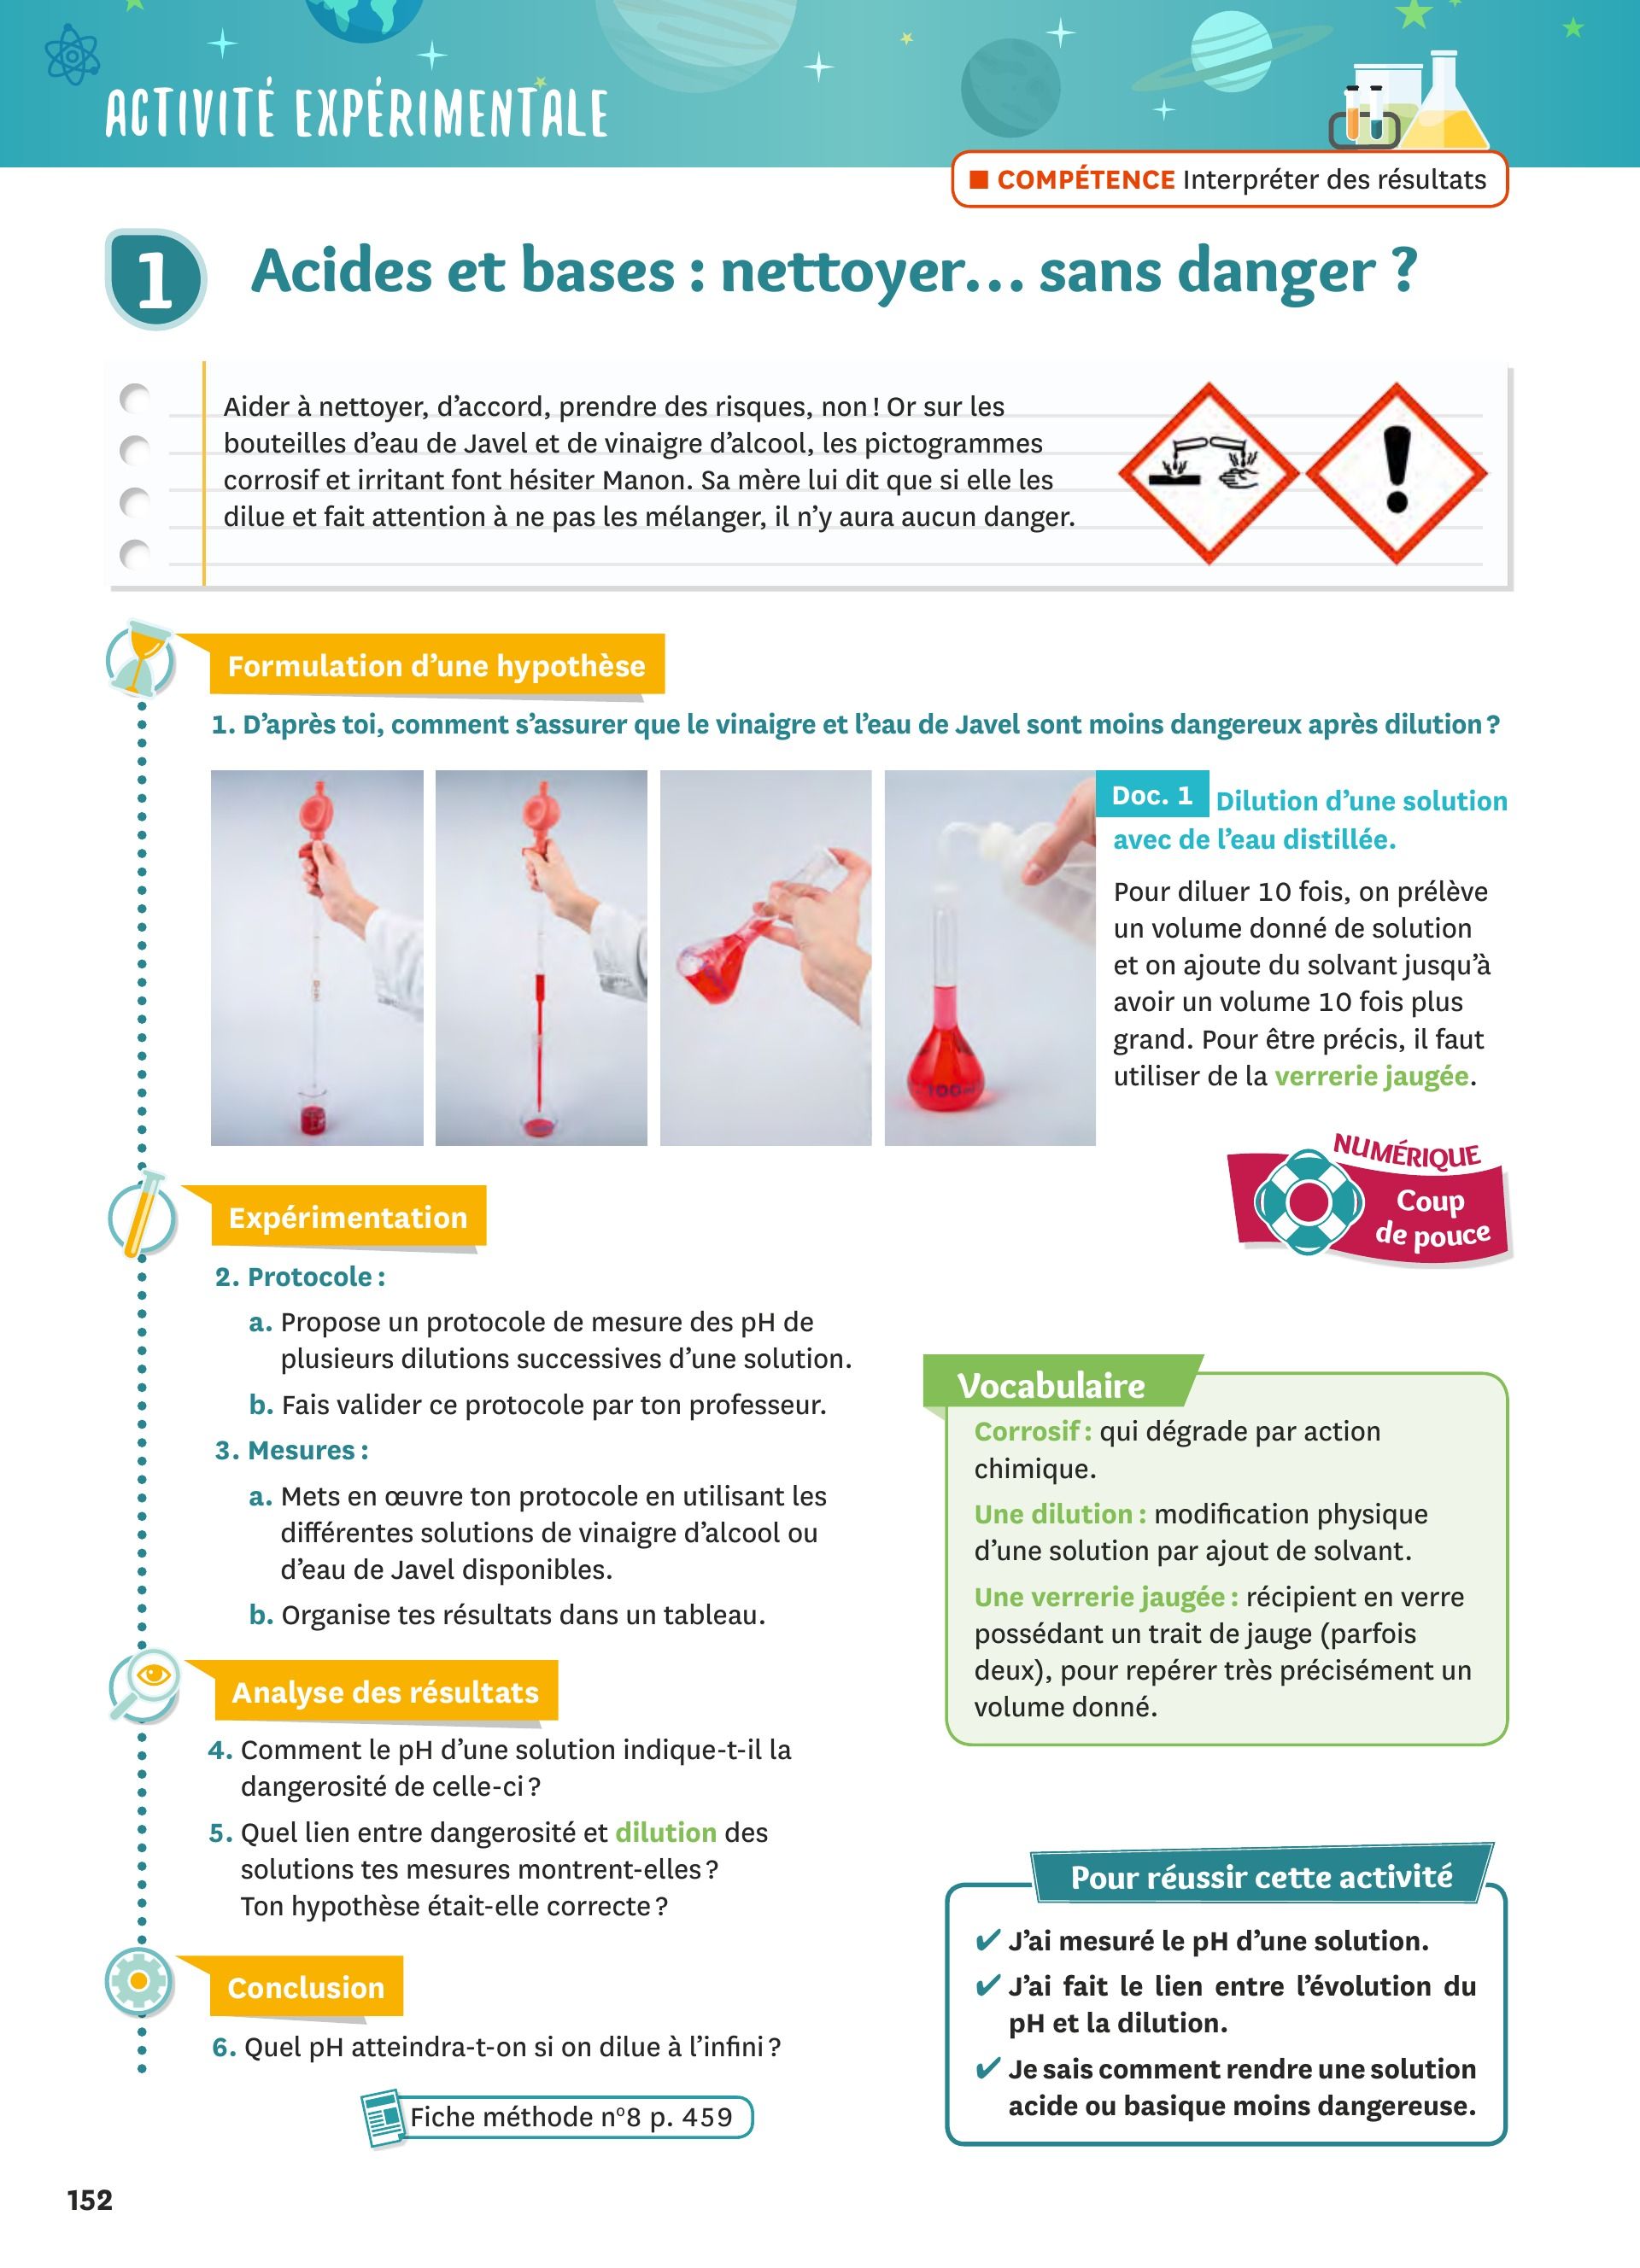 ACTIVITÉ EXPÉRIMENTALE
■ COMPÉTENCE Interpréter des résultats
1 Acides et bases : nettoyer... sans danger ?
Aider à nettoyer, d'accord, prendre des risques, non ! Or sur les
bouteilles d'eau de Javel et de vinaigre d'alcool, les pictogrammes
corrosif et irritant font hésiter Manon. Sa mère lui dit que si elle les
dilue et fait attention à ne pas les mélanger, il n'y aura aucun danger.
Formulation d'une hypothèse
1. D'après toi, comment s'assurer que le vinaigre et l'eau de Javel sont moins dangereux après dilution ?
Doc. 1 Dilution d'une solution
avec de l'eau distillée.
Pour diluer 10 fois, on prélève
un volume donné de solution
et on ajoute du solvant jusqu'à
avoir un volume 10 fois plus
grand. Pour être précis, il faut
utiliser de la verrerie jaugée.
NUMÉRIQUE
Coup
de pouce
Expérimentation
2. Protocole :
a. Propose un protocole de mesure des pH de
plusieurs dilutions successives d'une solution.
b. Fais valider ce protocole par ton professeur.
3. Mesures :
a. Mets en œuvre ton protocole en utilisant les
différentes solutions de vinaigre d'alcool ou
d'eau de Javel disponibles.
b. Organise tes résultats dans un tableau.
Analyse des résultats
4. Comment le pH d'une solution indique-t-il la
dangerosité de celle-ci ?
5. Quel lien entre dangerosité et dilution des
solutions tes mesures montrent-elles ?
Ton hypothèse était-elle correcte ?
Conclusion
6. Quel pH atteindra-t-on si on dilue à l'infini ?
Fiche méthode n°8 p. 459
Vocabulaire
Corrosif : qui dégrade par action
chimique.
Une dilution : modification physique
d'une solution par ajout de solvant.
Une verrerie jaugée : récipient en verre
possédant un trait de jauge (parfois
deux), pour repérer très précisément un
volume donné.
Pour réussir cette activité
✔ J'ai mesuré le pH d'une solution.
✔ J'ai fait le lien entre l'évolution du
pH et la dilution.
✔ Je sais comment rendre une solution
acide ou basique moins dangereuse.
152